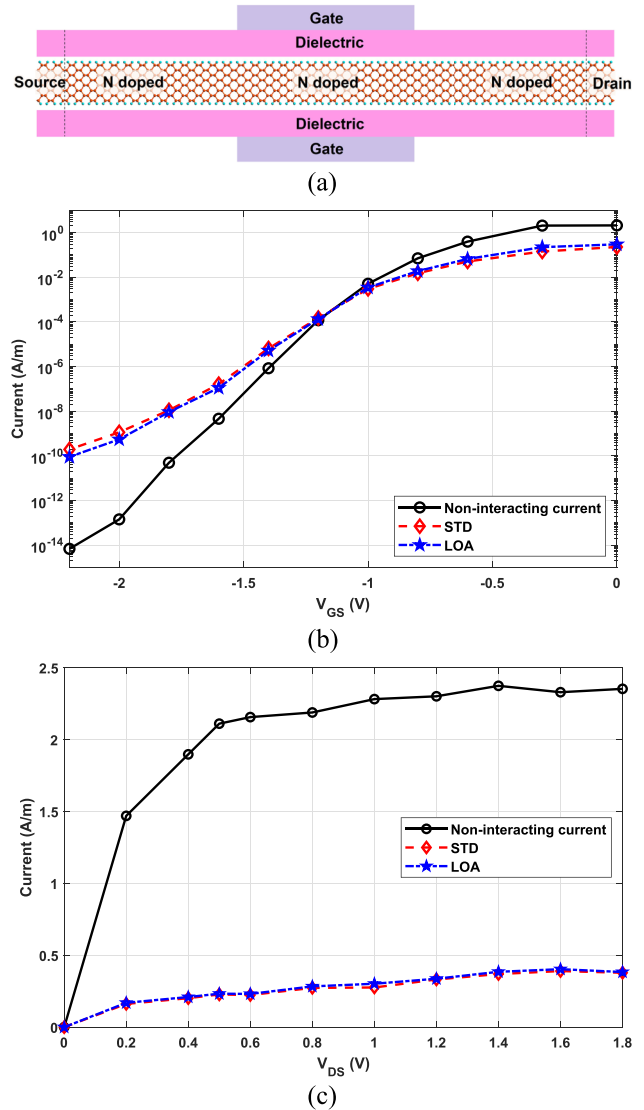 Gate
Dielectric
Source N doped N doped N doped Drain
Dielectric
Gate
(a)
10^0
10^-2
10^-4
10^-6
10^-8
10^-10
10^-12
10^-14
Current (A/m)
Non-interacting current
STD
LOA
-2 -1.5 -1 -0.5 0
V_GS (V)
(b)
2.5
2
1.5
1
0.5
0
Current (A/m)
Non-interacting current
STD
LOA
0 0.2 0.4 0.6 0.8 1 1.2 1.4 1.6 1.8
V_DS (V)
(c)